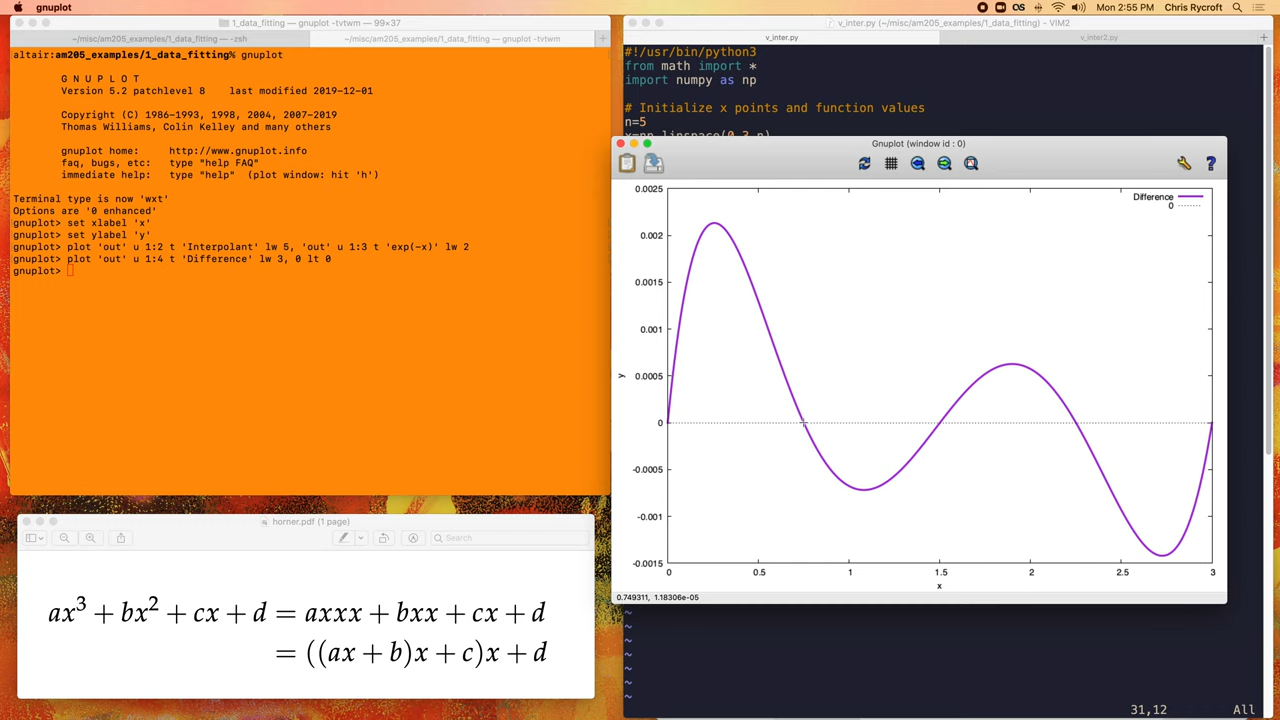 gnuplot
Mon 2:55 PM Chris Rycroft
1_data_fitting — gnuplot -tvtwm — 99×37
~/misc/am205_examples/1_data_fitting — -zsh
~/misc/am205_examples/1_data_fitting — gnuplot -tvtwm
altair:am205_examples/1_data_fitting% gnuplot
G N U P L O T
Version 5.2 patchlevel 8 last modified 2019-12-01
Copyright (C) 1986-1993, 1998, 2004, 2007-2019
Thomas Williams, Colin Kelley and many others
gnuplot home: http://www.gnuplot.info
faq, bugs, etc: type "help FAQ"
immediate help: type "help" (plot window: hit 'h')
Terminal type is now 'wxt'
Options are '0 enhanced'
gnuplot> set xlabel 'x'
gnuplot> set ylabel 'y'
gnuplot> plot 'out' u 1:2 t 'Interpolant' lw 5, 'out' u 1:3 t 'exp(-x)' lw 2
gnuplot> plot 'out' u 1:4 t 'Difference' lw 3, 0 lt 0
gnuplot>
v_inter.py (~/misc/am205_examples/1_data_fitting) — VIM2
v_inter.py
v_inter2.py
#!/usr/bin/python3
from math import *
import numpy as np
# Initialize x points and function values
n=5
x=np.linspace(0,3,n)
Gnuplot (window id : 0)
Difference
0
0.0025
0.002
0.0015
0.001
0.0005
0
-0.0005
-0.001
-0.0015
y
0 0.5 1 1.5 2 2.5 3
x
0.749311, 1.18306e-05
~
~
~
~
~
~
~
31,12 All
horner.pdf (1 page)
Search
ax³ + bx² + cx + d = axxx + bxx + cx + d
= ((ax + b)x + c)x + d